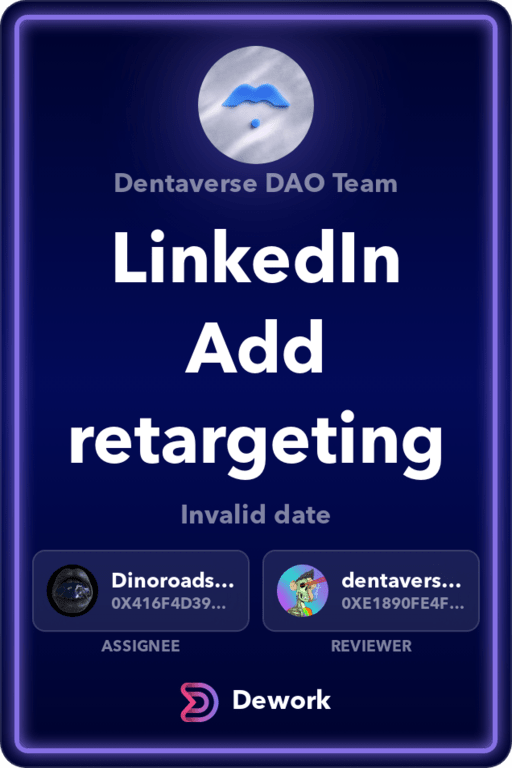 Dentaverse DAO Team
LinkedIn
Add
retargeting
Invalid date
Dinoroads...
0X416F4D39...
dentavers...
0XE1890FE4F...
ASSIGNEE
REVIEWER
Dework